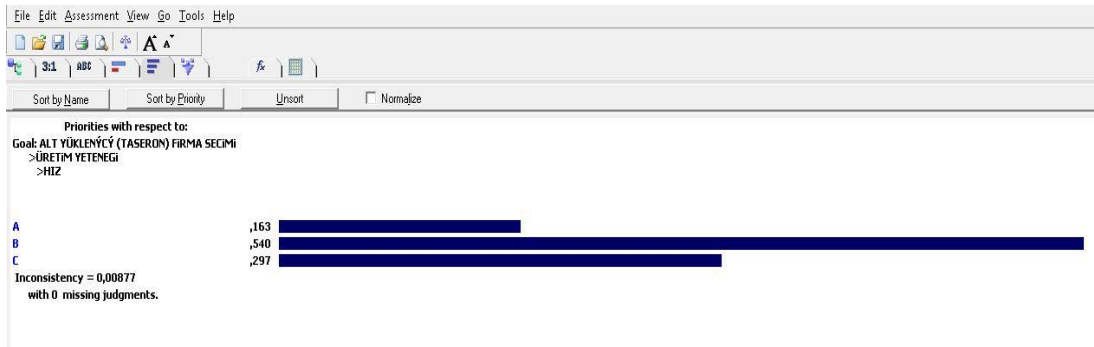 File Edit Assessment View Go Tools Help
A A
3:1 ABC fx
Sort by Name Sort by Priority Unsort Normalize
Priorities with respect to:
Goal: ALT YÜKLENÝCÝ (TASERON) FiRMA SECiMi
>ÜRETiM YETENEGi
>HIZ
A ,163
B ,540
C ,297
Inconsistency = 0,00877
with 0 missing judgments.